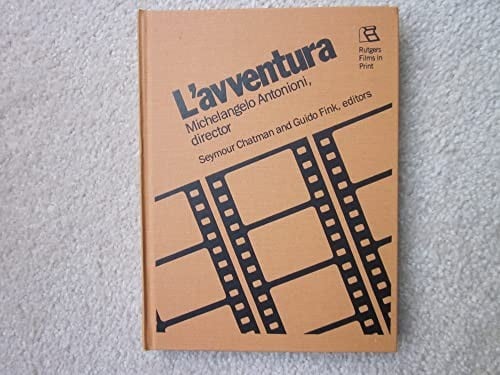 L'avventura
Michelangelo Antonioni,
director
Seymour Chatman and Guido Fink, editors
Rutgers
Films in
Print